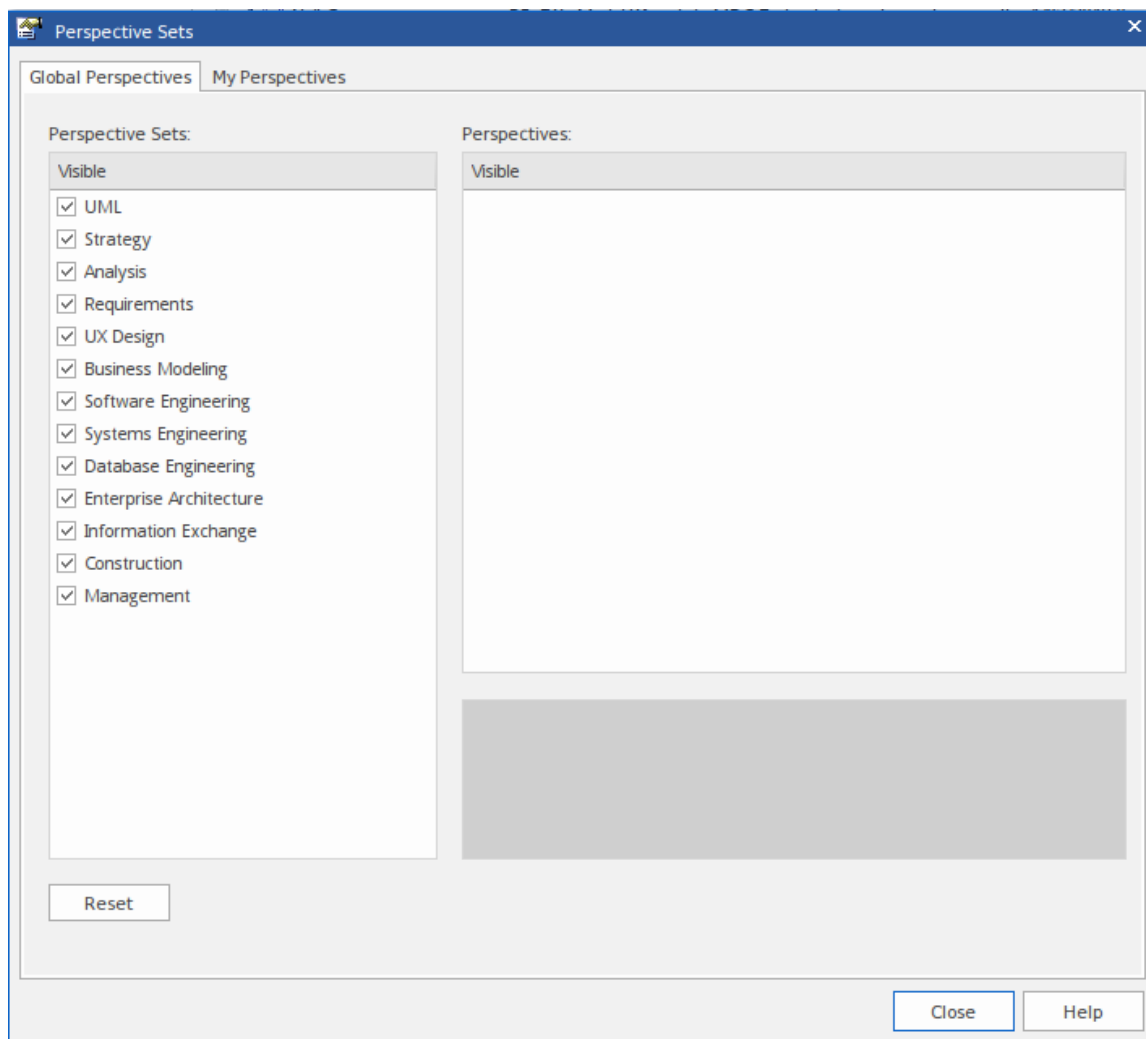 Perspective Sets
Global Perspectives
My Perspectives
Perspective Sets:
Visible
UML
Strategy
Analysis
Requirements
UX Design
Business Modeling
Software Engineering
Systems Engineering
Database Engineering
Enterprise Architecture
Information Exchange
Construction
Management
Perspectives:
Visible
Reset
Close
Help